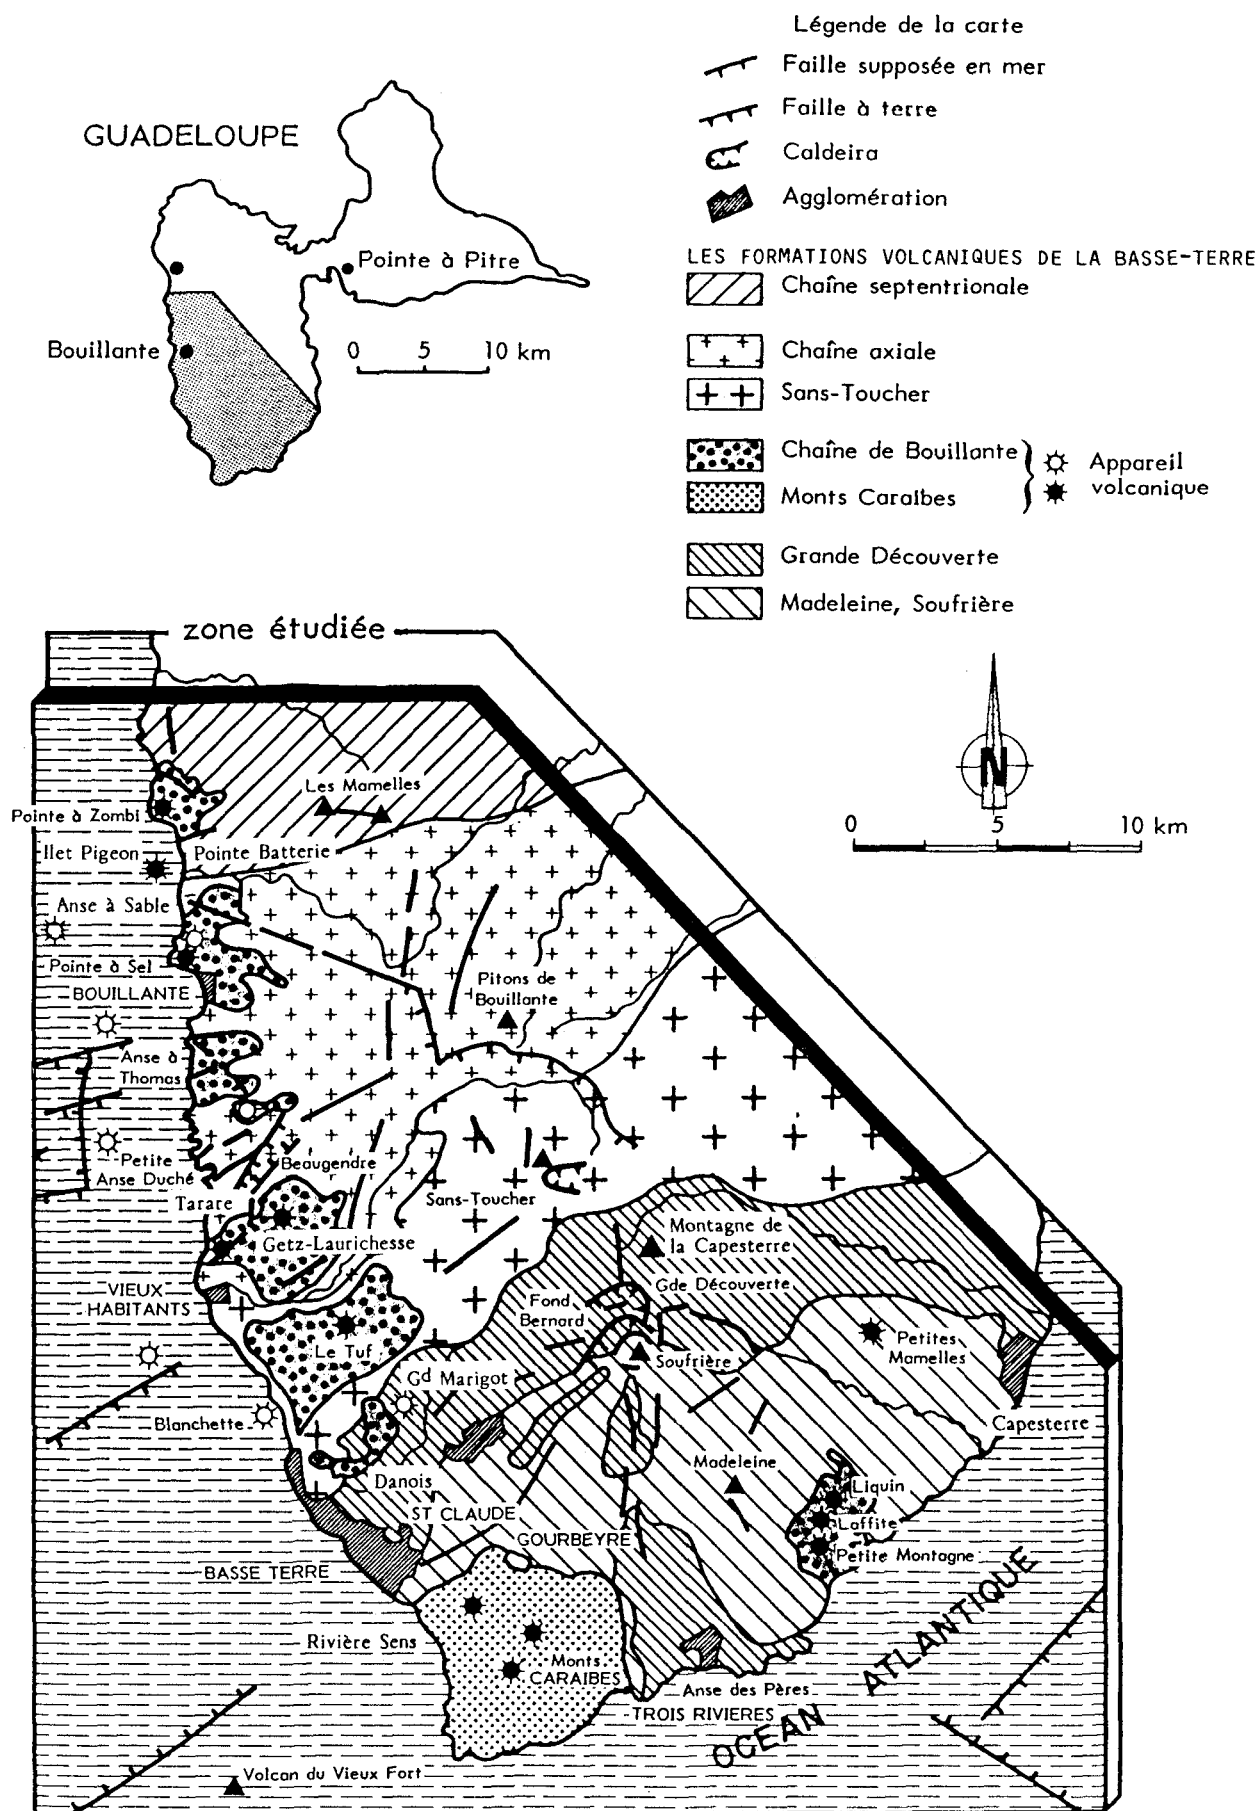 Légende de la carte
Faille supposée en mer
Faille à terre
Caldeira
Agglomération
GUADELOUPE
Pointe à Pitre
Bouillante
0 5 10 km
LES FORMATIONS VOLCANIQUES DE LA BASSE-TERRE
Chaîne septentrionale
Chaîne axiale
Sans-Toucher
Chaîne de Bouillante
Monts Caraïbes
Appareil
volcanique
Grande Découverte
Madeleine, Soufrière
zone étudiée
N
0 5 10 km
Les Mamelles
Pointe à Zombi
Ilet Pigeon
Pointe Batterie
Anse à Sable
Pointe à Sel
BOUILLANTE
Pitons de
Bouillante
Anse à
Thomas
Petite
Anse Duché
Beaugendre
Tarare
Sans-Toucher
Getz-Laurichesse
Montagne de
la Capesterre
Gde Découverte
VIEUX
HABITANTS
Fond
Bernard
Le Tuf
Soufrière
Petites
Mamelles
Gd Marigot
Blanchette
Capesterre
Madeleine
Danois
Liquin
ST CLAUDE
Laffite
GOURBEYRE
Petite Montagne
BASSE TERRE
Rivière Sens
Monts
CARAIBES
Anse des Pères
TROIS RIVIERES
OCEAN ATLANTIQUE
Volcan du Vieux Fort